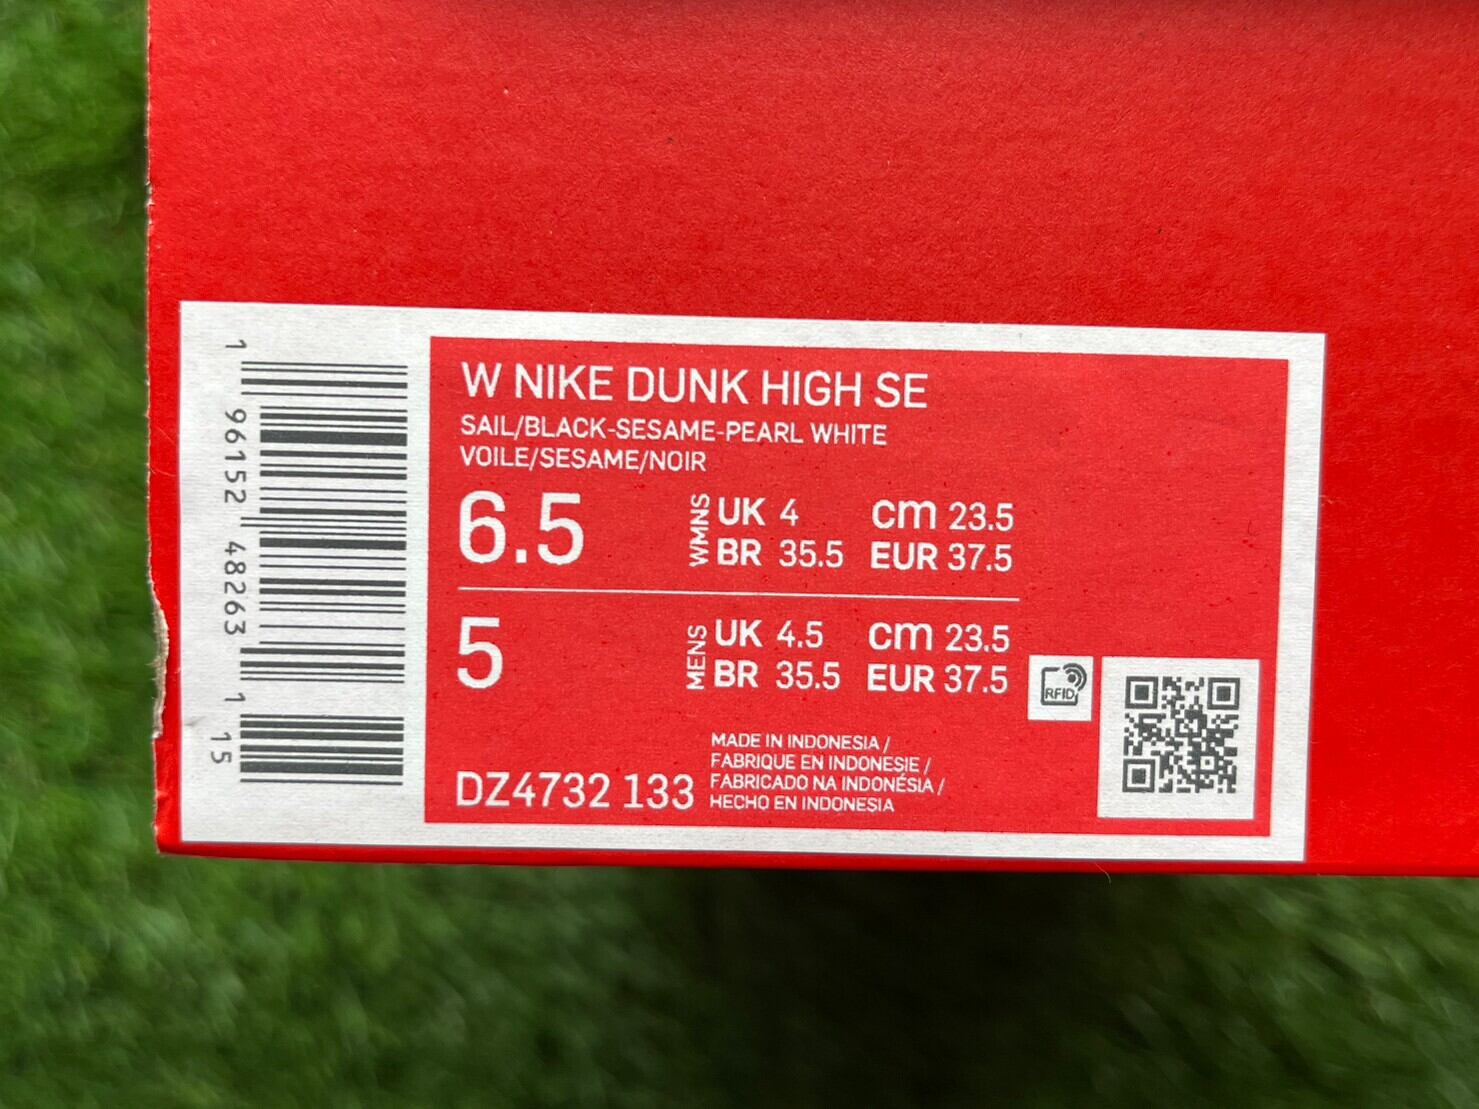 1 96152 48263 1 15
W NIKE DUNK HIGH SE
SAIL/BLACK-SESAME-PEARL WHITE
VOILE/SESAME/NOIR
6.5 WMNS UK 4 CM 23.5
BR 35.5 EUR 37.5
5 MENS UK 4.5 CM 23.5
BR 35.5 EUR 37.5
RFID
MADE IN INDONESIA /
FABRIQUE EN INDONESIE /
FABRICADO NA INDONÉSIA /
HECHO EN INDONESIA
DZ4732 133